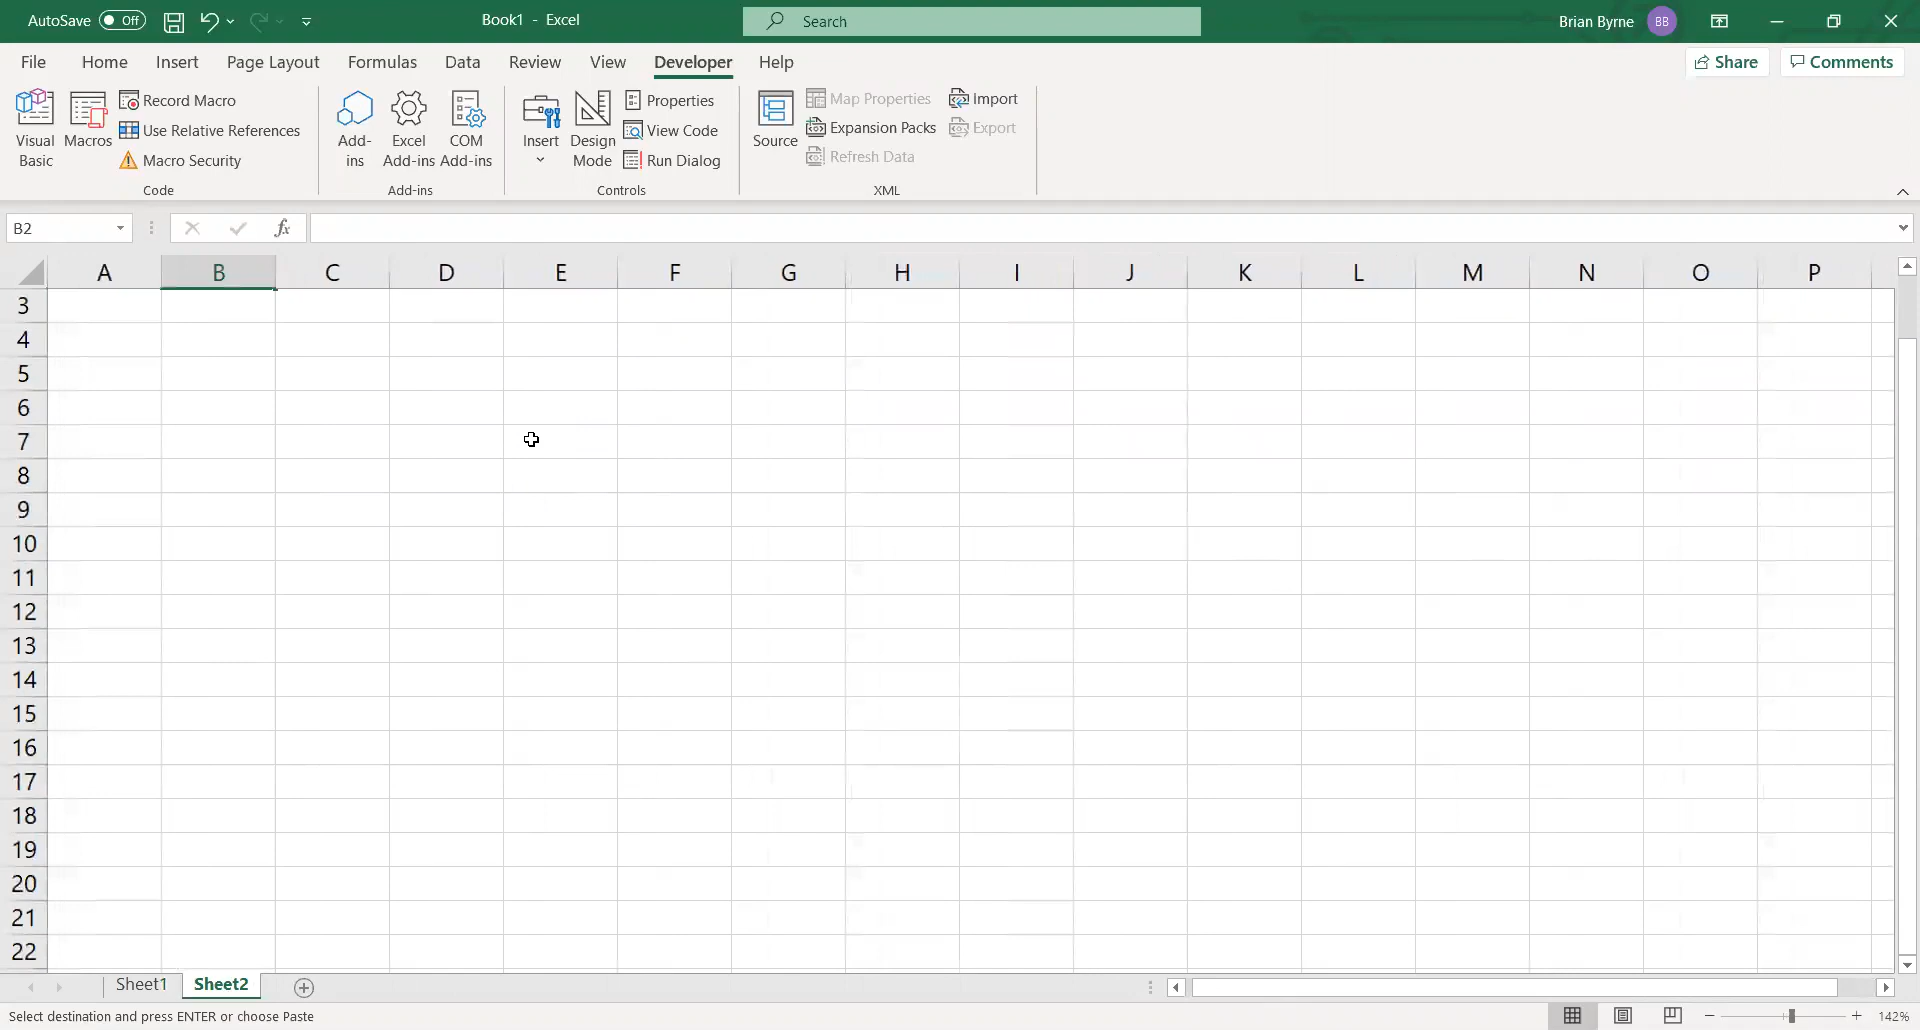 AutoSave Off Book1 - Excel Search Brian Byrne BB
File Home Insert Page Layout Formulas Data Review View Developer Help Share Comments
Visual Basic
Macros
Record Macro
Use Relative References
Macro Security
Code
Add-ins
Excel Add-ins
COM Add-ins
Add-ins
Insert
Design Mode
Properties
View Code
Run Dialog
Controls
Source
Map Properties
Expansion Packs
Refresh Data
Import
Export
XML
B2 fx
A B C D E F G H I J K L M N O P
3
4
5
6
7
8
9
10
11
12
13
14
15
16
17
18
19
20
21
22
Sheet1 Sheet2
Select destination and press ENTER or choose Paste 142%